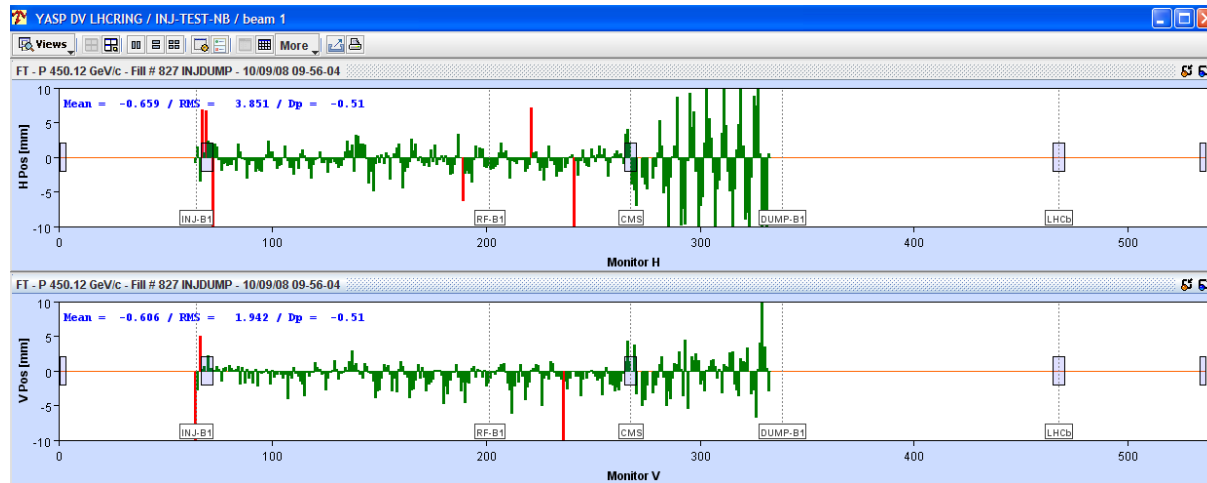 YASP DV LHCRING / INJ-TEST-NB / beam 1
Views More
FT - P 450.12 GeV/c - Fill # 827 INJDUMP - 10/09/08 09-56-04
10
Mean = -0.659 / RMS = 3.851 / Dp = -0.51
5
H Pos [mm]
0
-5
INJ-B1 RF-B1 CMS DUMP-B1 LHCb
-10
0 100 200 300 400 500
Monitor H
FT - P 450.12 GeV/c - Fill # 827 INJDUMP - 10/09/08 09-56-04
10
Mean = -0.606 / RMS = 1.942 / Dp = -0.51
5
V Pos [mm]
0
-5
INJ-B1 RF-B1 CMS DUMP-B1 LHCb
-10
0 100 200 300 400 500
Monitor V